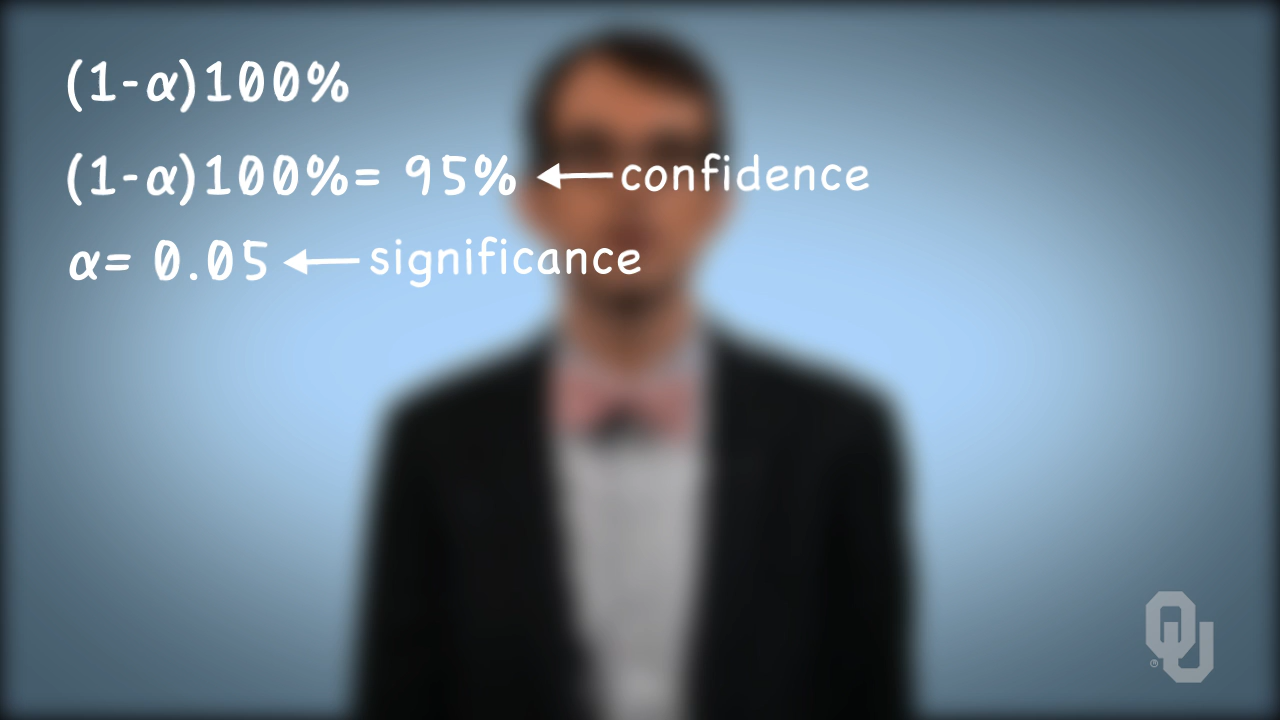 (1-α)100%
(1-α)100%= 95% ← confidence
α= 0.05 ← significance
OU
®